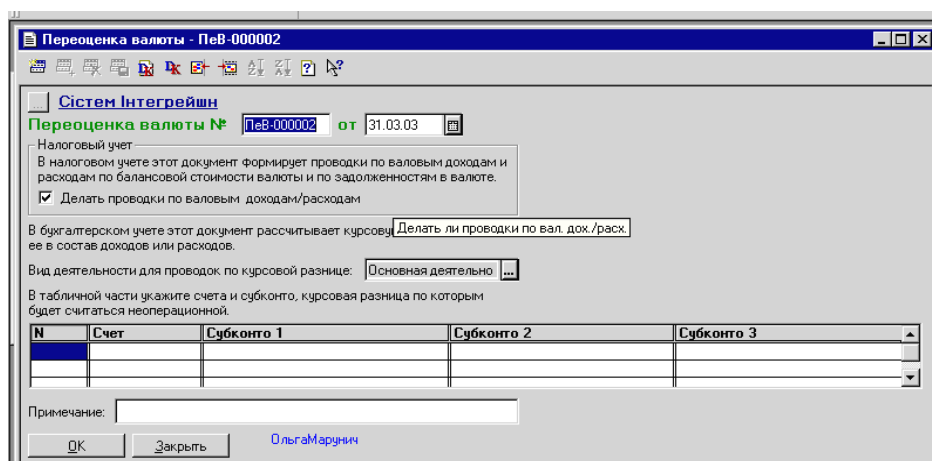 Переоценка валюты - ПеВ-000002
... Сістем Інтегрейшн
Переоценка валюты № ПеВ-000002 от 31.03.03
Налоговый учет
В налоговом учете этот документ формирует проводки по валовым доходам и
расходам по балансовой стоимости валюты и по задолженностям в валюте.
Делать проводки по валовым доходам/расходам
В бухгалтерском учете этот документ рассчитывает курсову
Делать ли проводки по вал. дох./расх.
ее в состав доходов или расходов.
Вид деятельности для проводок по курсовой разнице: Основная деятельно ...
В табличной части укажите счета и субконто, курсовая разница по которым
будет считаться неоперационной.
N Счет Субконто 1 Субконто 2 Субконто 3
Примечание:
OK Закрыть ОльгаМарунич